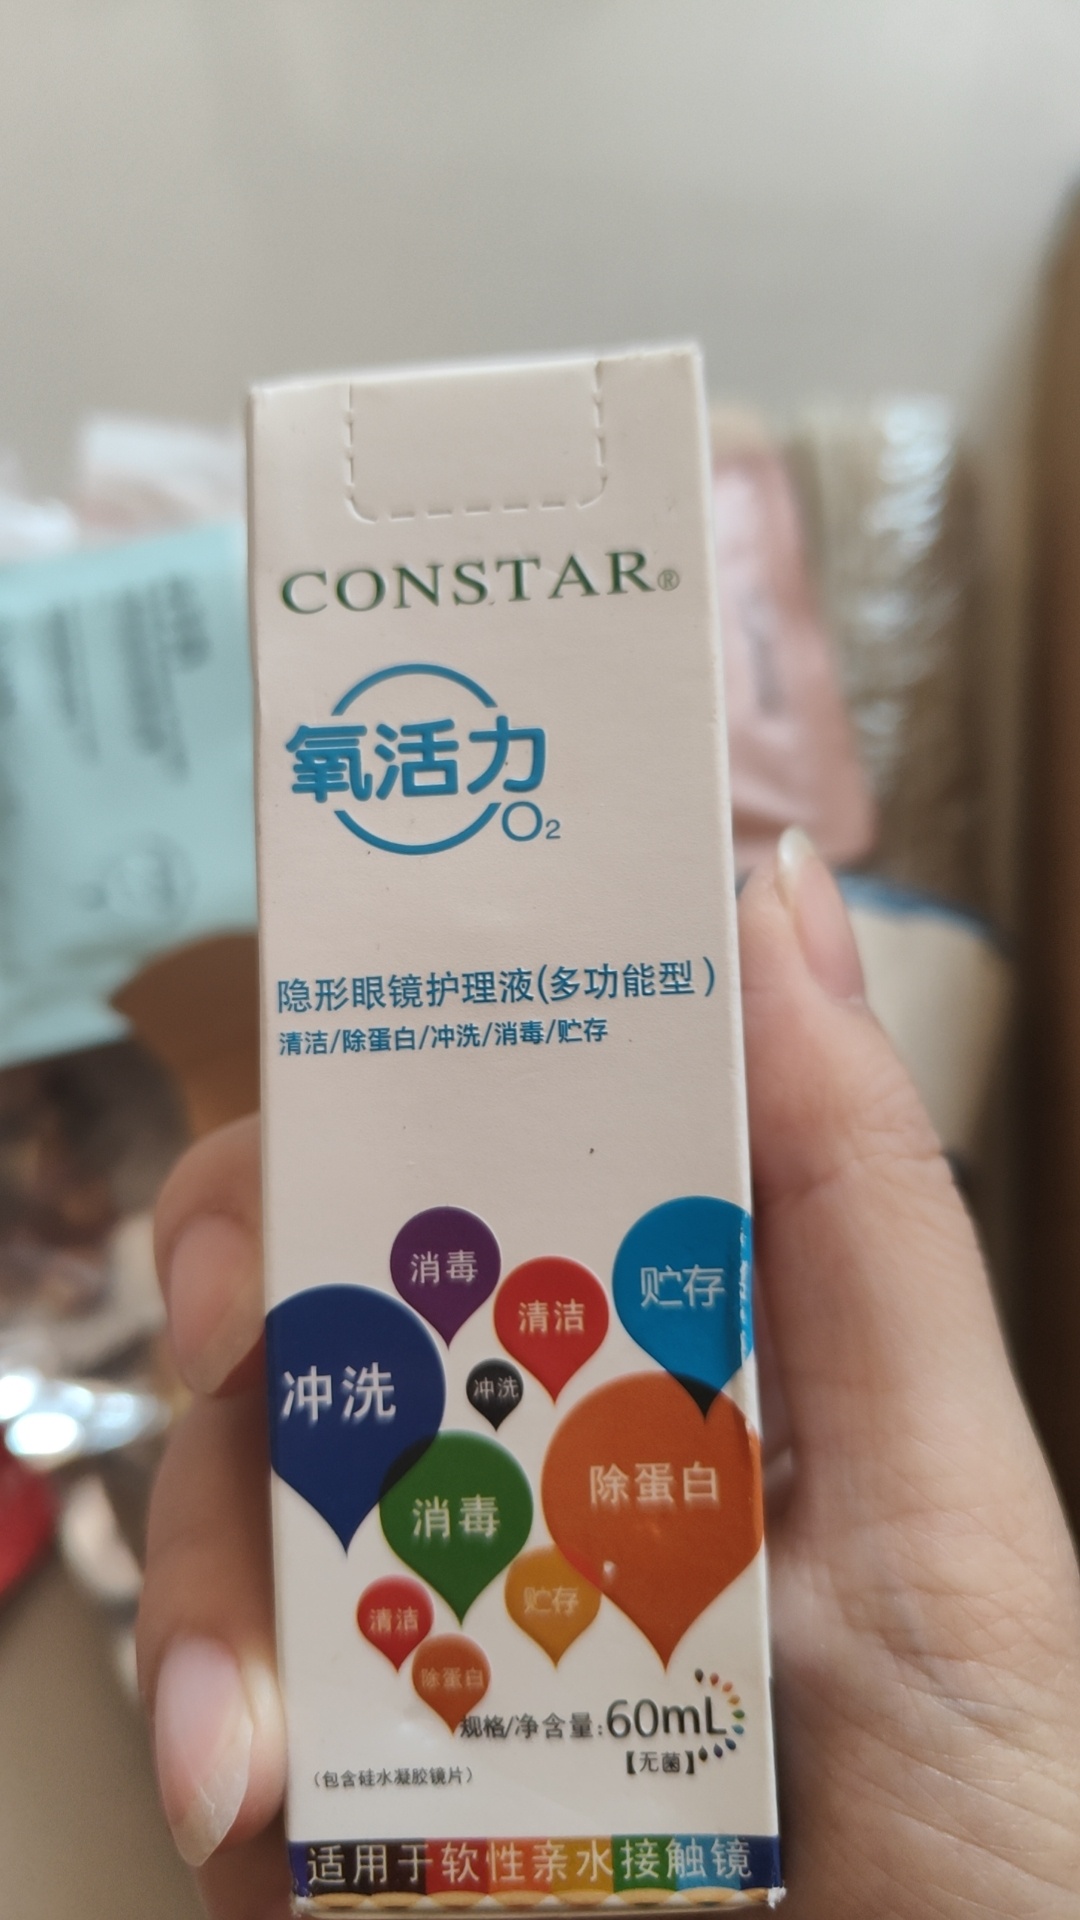 CONSTAR®
氧活力
O2
隐形眼镜护理液(多功能型)
清洁/除蛋白/冲洗/消毒/贮存
消毒
清洁
贮存
冲洗
冲洗
除蛋白
消毒
贮存
清洁
除蛋白
规格/净含量:60mL
【无菌】
(包含硅水凝胶镜片)
适用于软性亲水接触镜